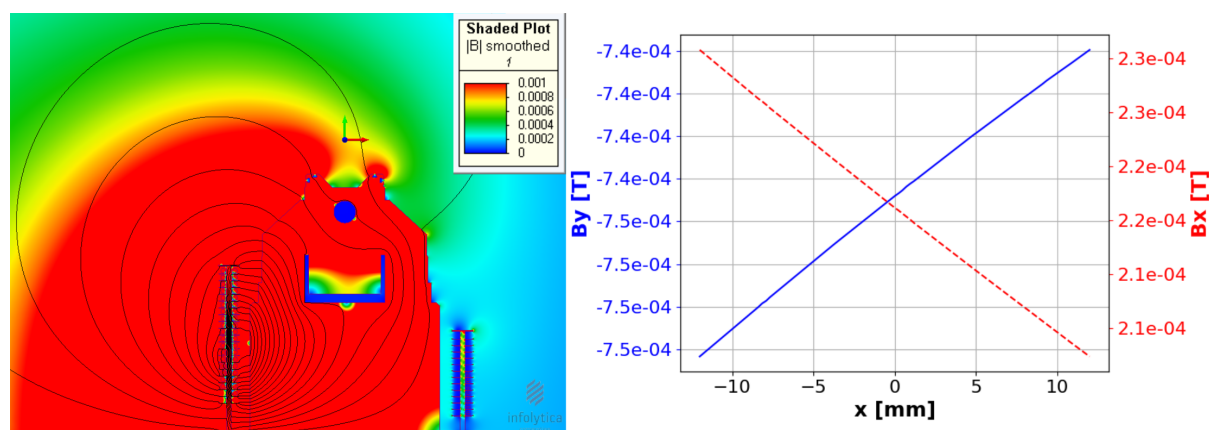 Shaded Plot
|B| smoothed
1
0.001
0.0008
0.0006
0.0004
0.0002
0
infolytica
By [T]
-7.4e-04
-7.4e-04
-7.4e-04
-7.4e-04
-7.5e-04
-7.5e-04
-7.5e-04
-7.5e-04
−10
−5
0
5
10
x [mm]
2.3e-04
2.3e-04
2.2e-04
2.2e-04
2.1e-04
2.1e-04
Bx [T]